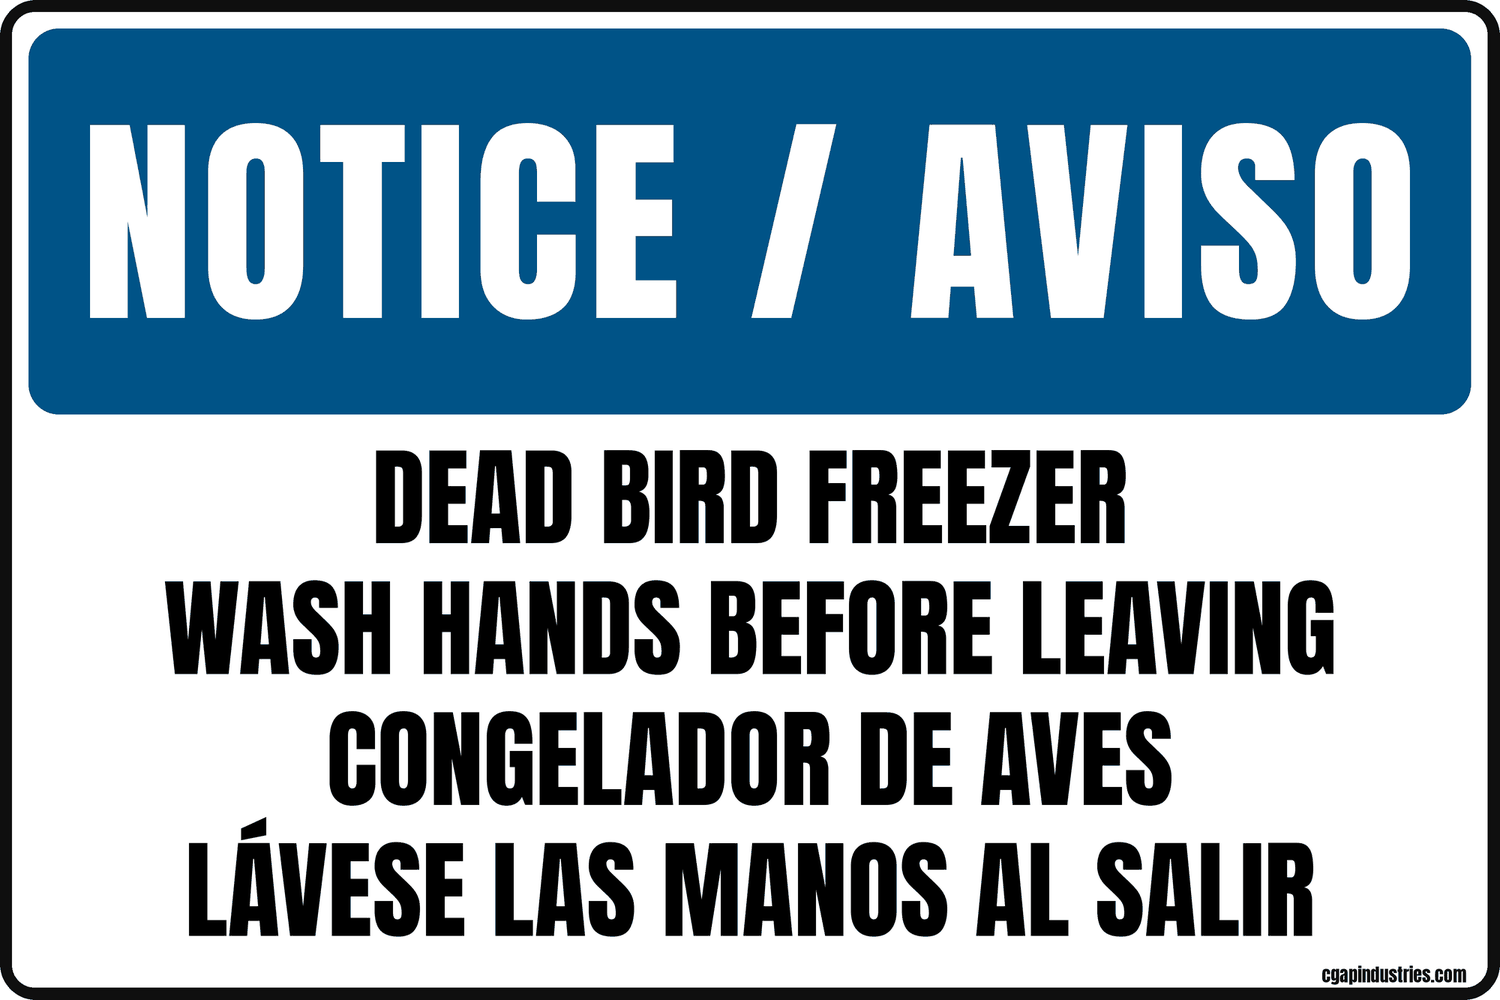 NOTICE / AVISO
DEAD BIRD FREEZER
WASH HANDS BEFORE LEAVING
CONGELADOR DE AVES
LÁVESE LAS MANOS AL SALIR
cgapindustries.com